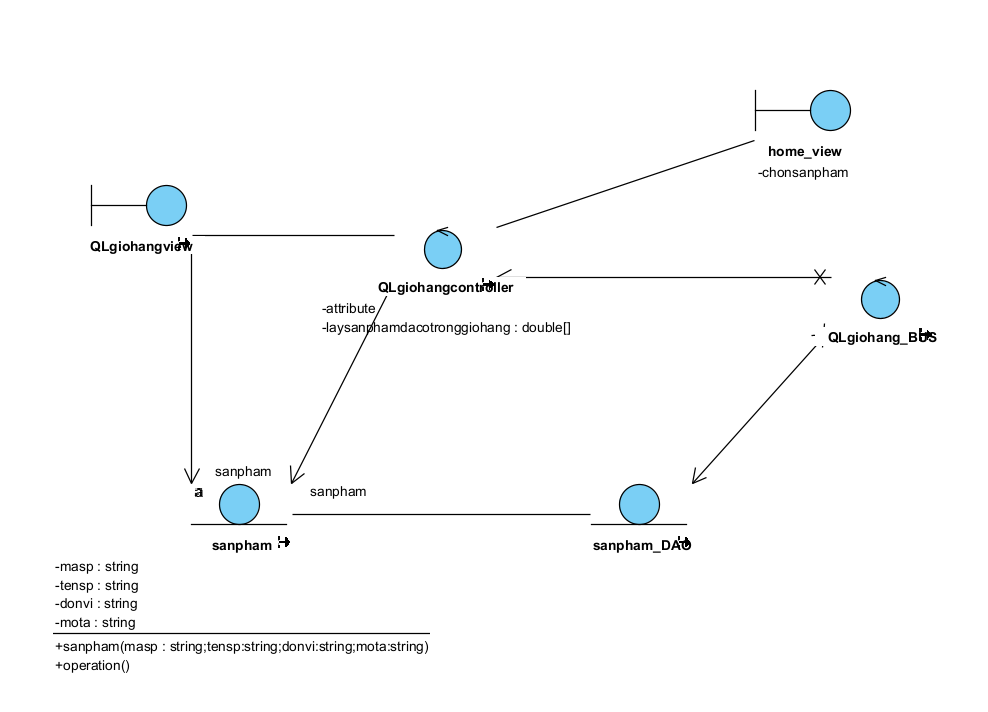 home_view
-chonsanpham
QLgiohangview
QLgiohangcontroller
-attribute
-laysanphamdacotronggiohang : double[]
QLgiohang_BUS
sanpham
a
sanpham
sanpham
sanpham_DAO
-masp : string
-tensp : string
-donvi : string
-mota : string
+sanpham(masp : string;tensp:string;donvi:string;mota:string)
+operation()